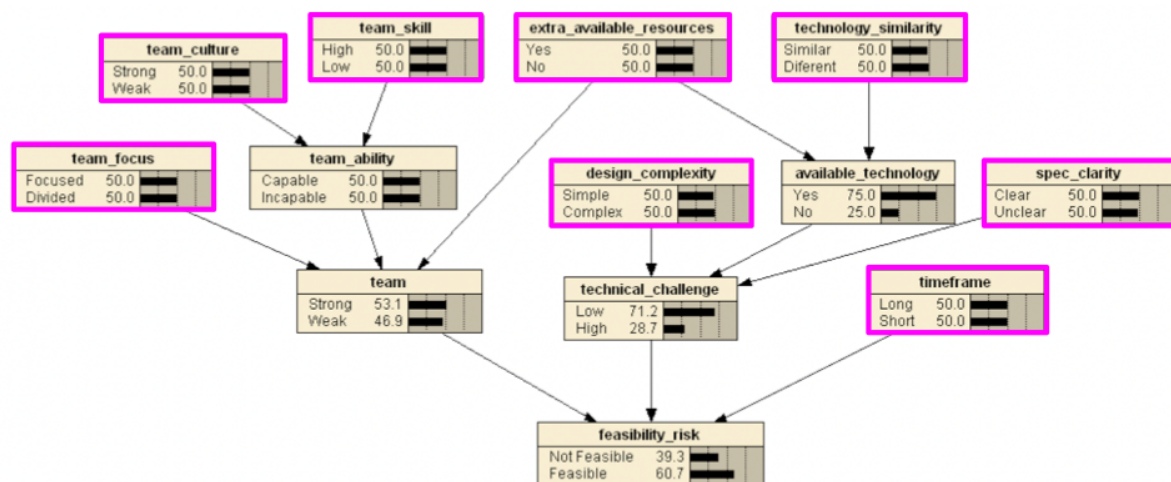 team_culture
Strong 50.0
Weak 50.0
team_skill
High 50.0
Low 50.0
extra_available_resources
Yes 50.0
No 50.0
technology_similarity
Similar 50.0
Diferent 50.0
team_focus
Focused 50.0
Divided 50.0
team_ability
Capable 50.0
Incapable 50.0
design_complexity
Simple 50.0
Complex 50.0
available_technology
Yes 75.0
No 25.0
spec_clarity
Clear 50.0
Unclear 50.0
team
Strong 53.1
Weak 46.9
technical_challenge
Low 71.2
High 28.7
timeframe
Long 50.0
Short 50.0
feasibility_risk
Not Feasible 39.3
Feasible 60.7